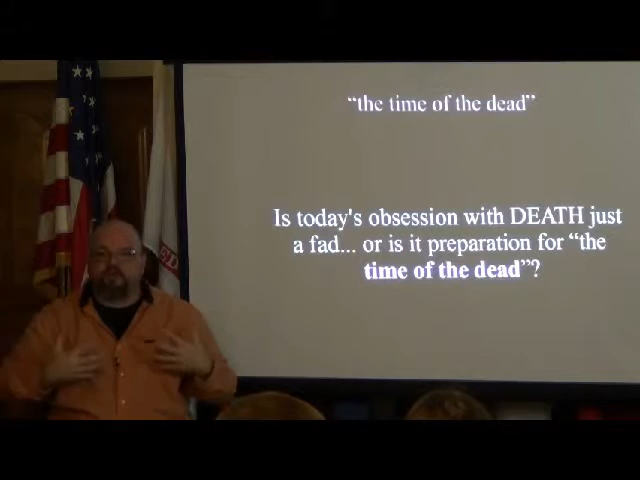 “the time of the dead”
Is today's obsession with DEATH just
a fad... or is it preparation for “the
time of the dead”?